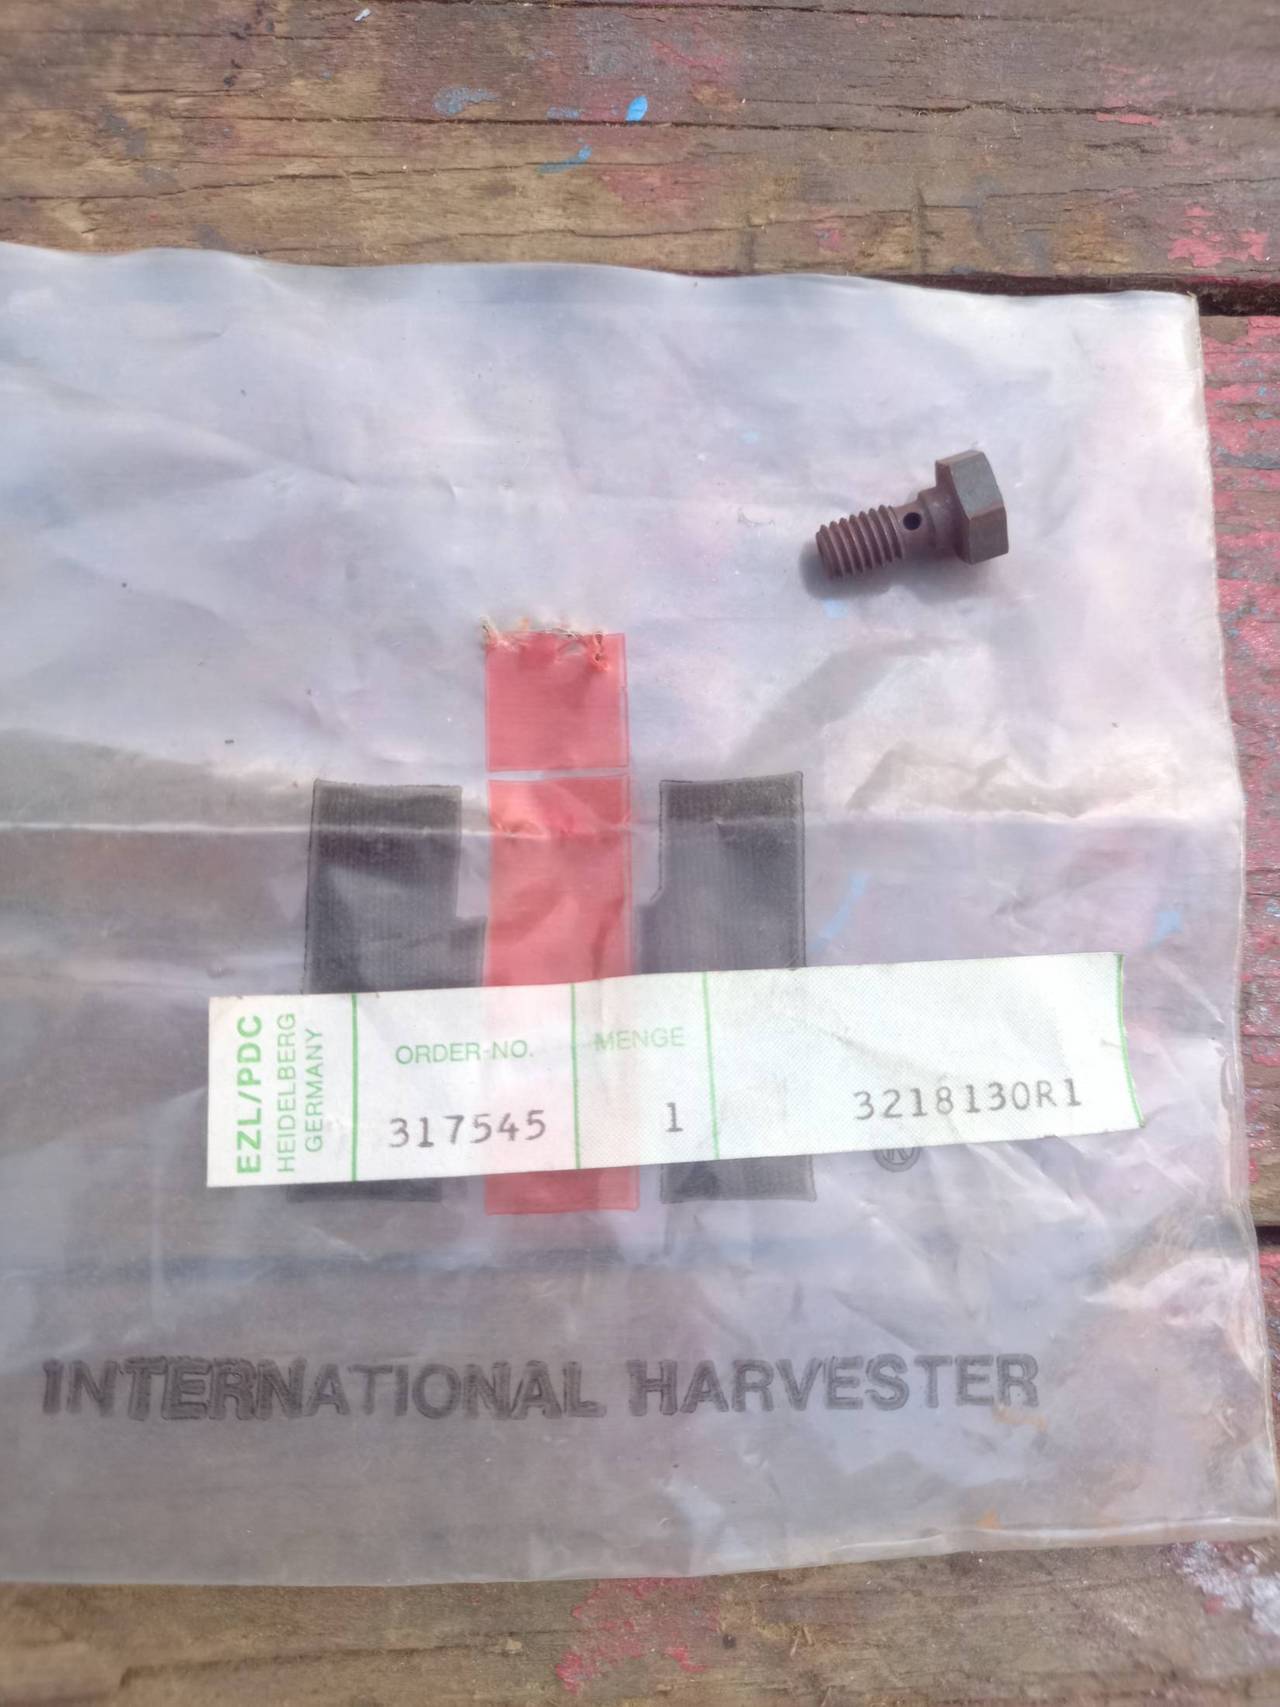 EZL/PDC
HEIDELBERG
GERMANY
ORDER-NO.
317545
MENGE
1
3218130R1
®
INTERNATIONAL HARVESTER